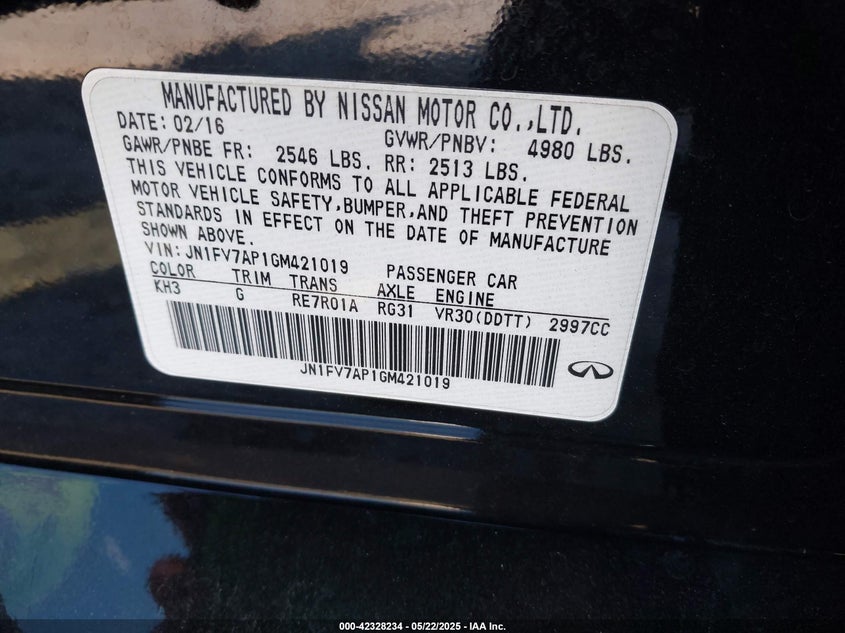 MANUFACTURED BY NISSAN MOTOR CO.,LTD.
DATE: 02/16 GVWR/PNBV: 4980 LBS.
GAWR/PNBE FR: 2546 LBS. RR: 2513 LBS.
THIS VEHICLE CONFORMS TO ALL APPLICABLE FEDERAL
MOTOR VEHICLE SAFETY,BUMPER,AND THEFT PREVENTION
STANDARDS IN EFFECT ON THE DATE OF MANUFACTURE
SHOWN ABOVE.
VIN: JN1FV7AP1GM421019 PASSENGER CAR
COLOR TRIM TRANS AXLE ENGINE
KH3 G RE7R01A RG31 VR30(DDTT) 2997CC
JN1FV7AP1GM421019
000-42328234 - 05/22/2025 - IAA Inc.